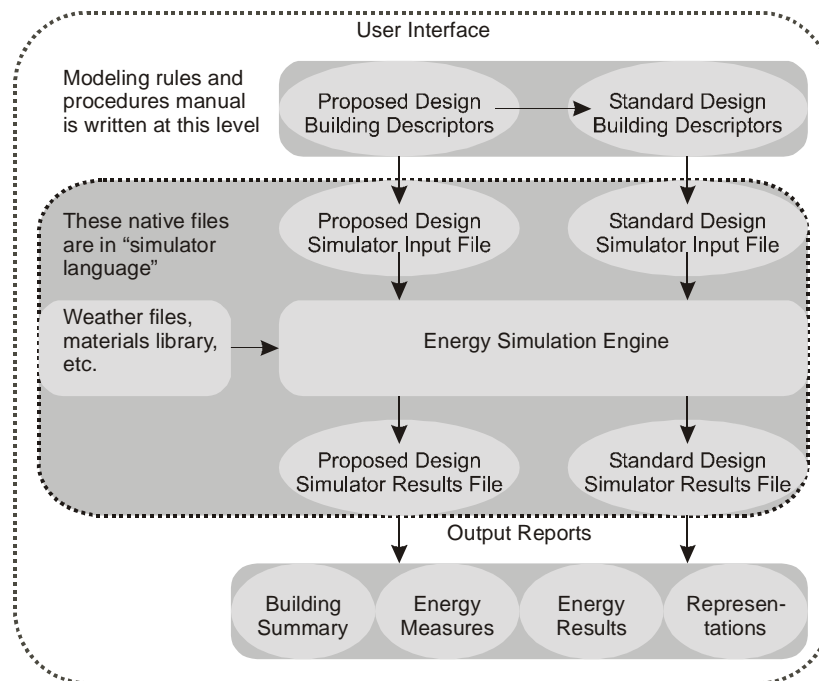 User Interface
Modeling rules and
procedures manual
is written at this level
Proposed Design
Building Descriptors
Standard Design
Building Descriptors
These native files
are in “simulator
language”
Proposed Design
Simulator Input File
Standard Design
Simulator Input File
Weather files,
materials library,
etc.
Energy Simulation Engine
Proposed Design
Simulator Results File
Standard Design
Simulator Results File
Output Reports
Building
Summary
Energy
Measures
Energy
Results
Represen-
tations